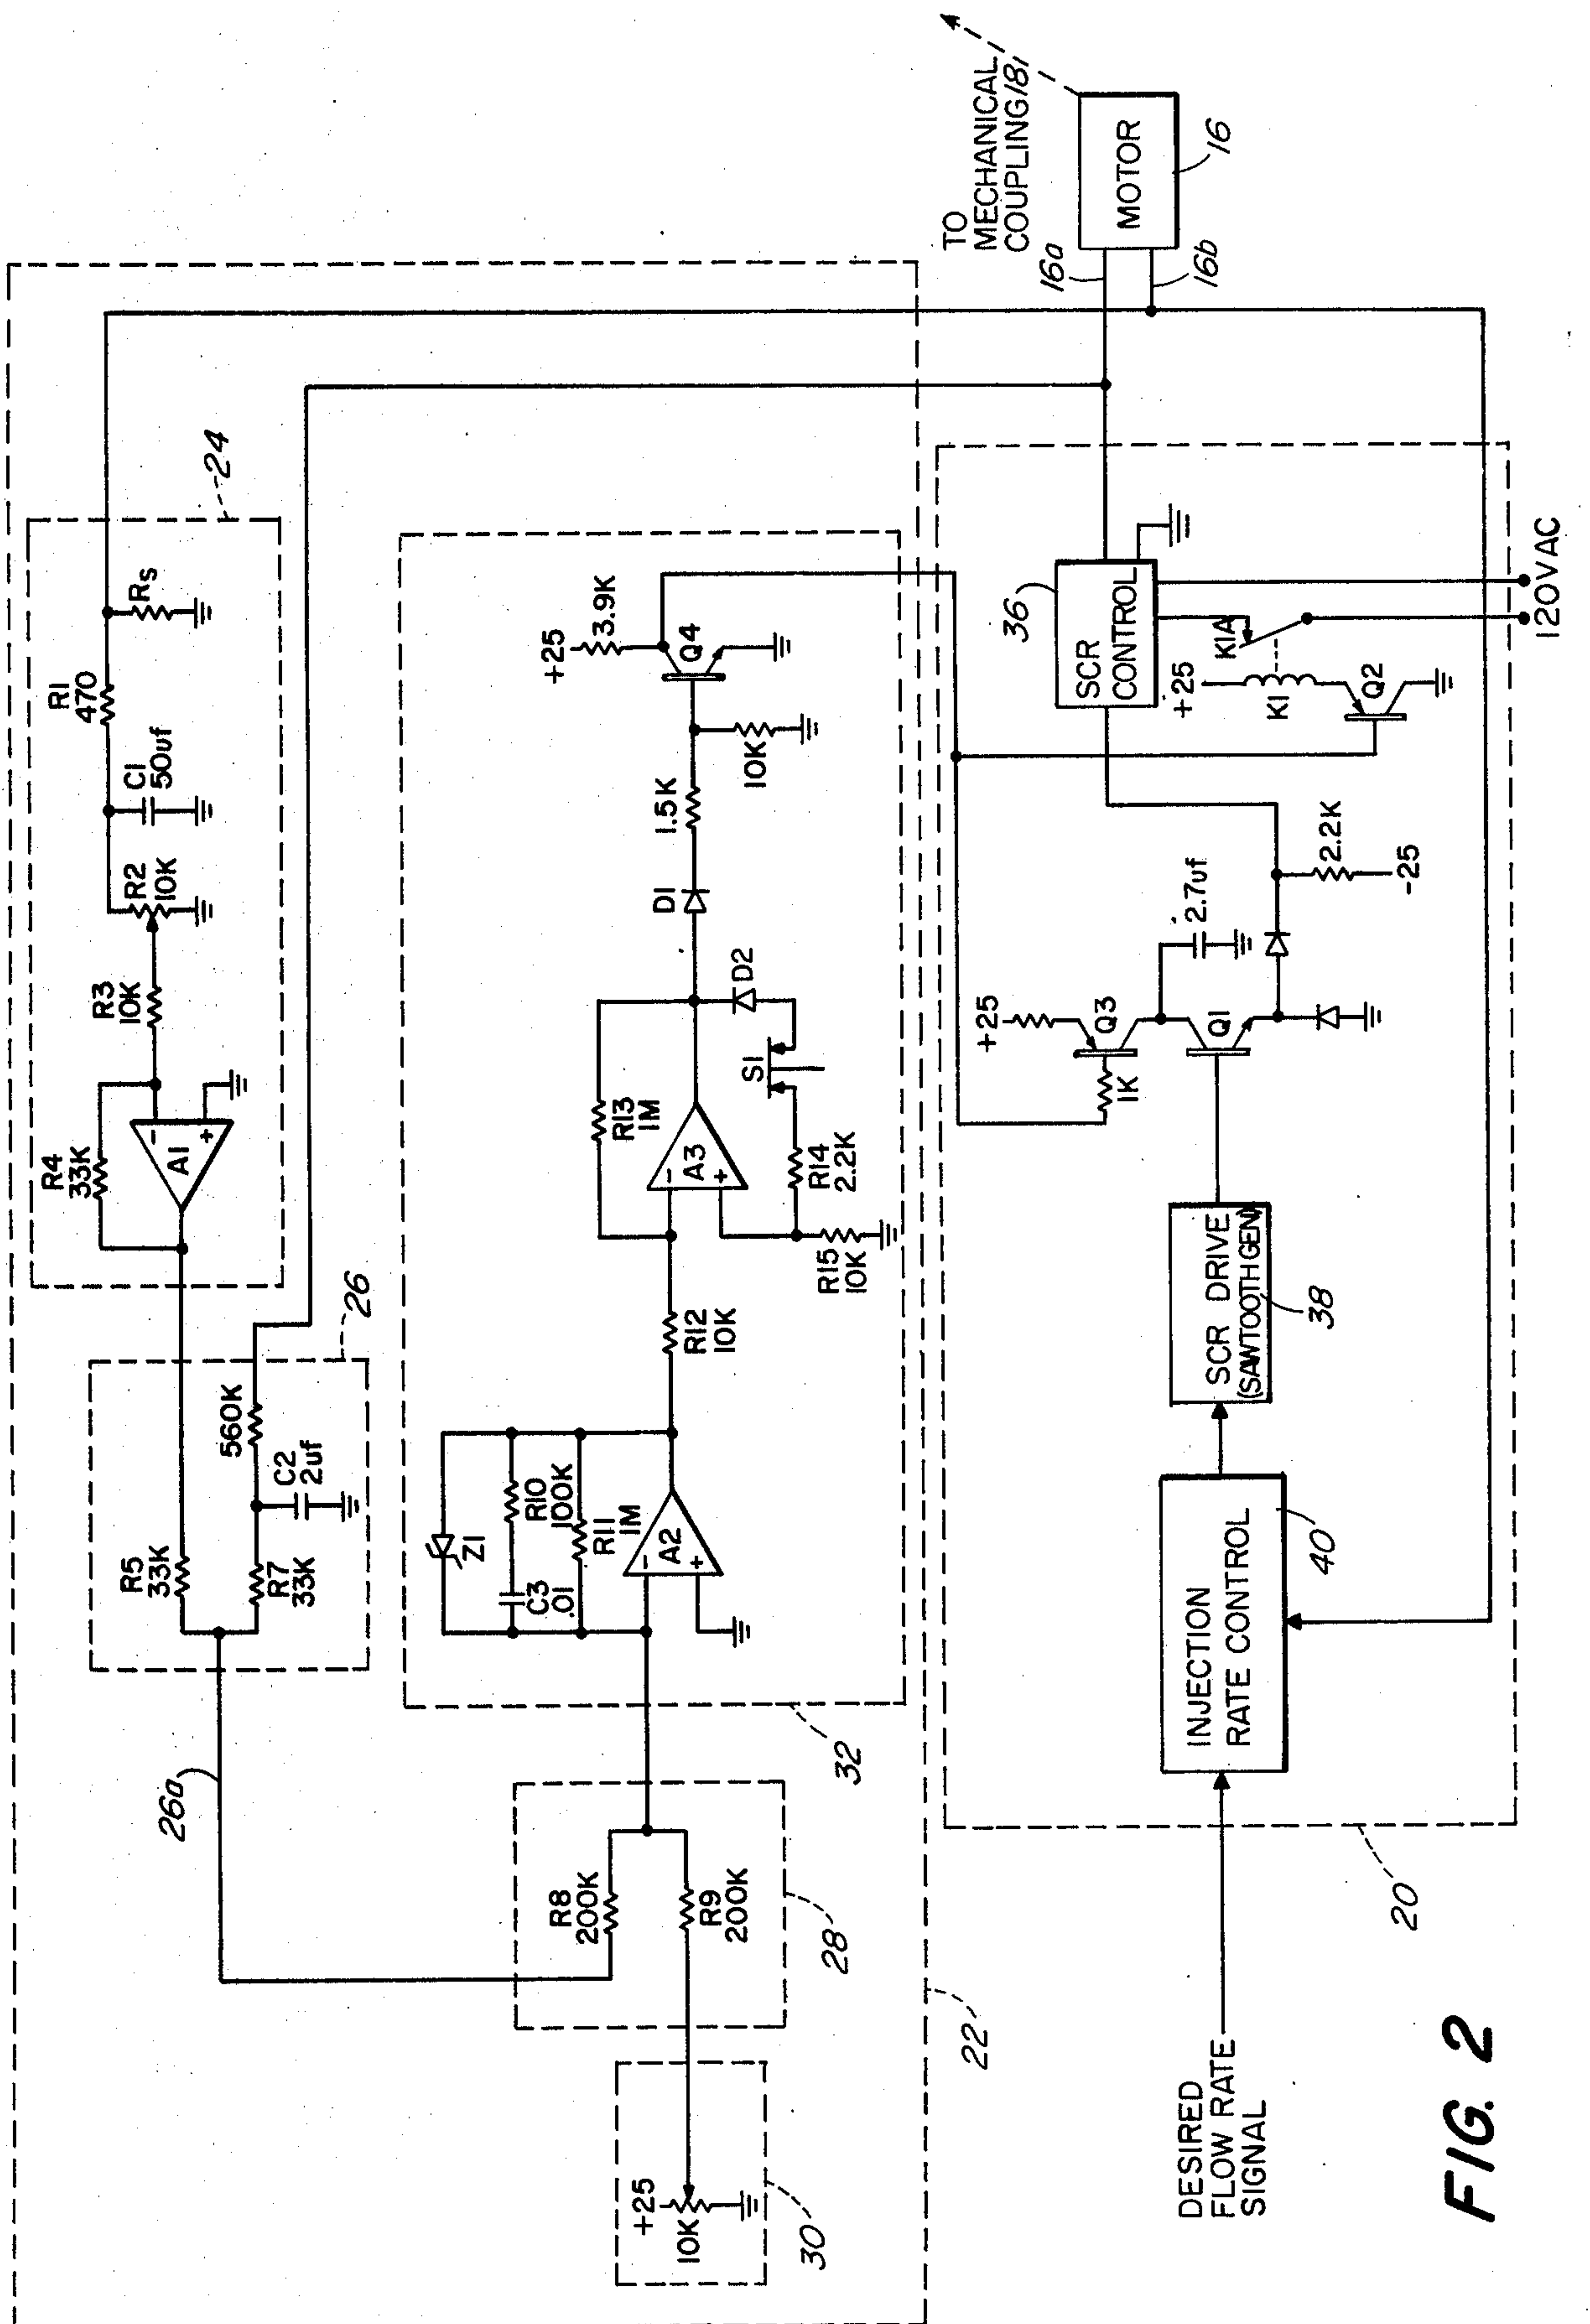 24
R1
470
Rs
C1
50uf
R2
10K
R3
10K
R4
33K
A1
-
+
26
R5
33K
R7
33K
560K
C2
2uf
26a
+25
10K
30
R8
200K
R9
200K
28
22
32
Z1
C3
.01
R10
100K
R11
1M
A2
-
+
R12
10K
R13
1M
A3
-
+
R14
2.2K
R15
10K
S1
D2
D1
1.5K
10K
+25
3.9K
Q4
TO
MECHANICAL
COUPLING 18
16a
16b
MOTOR
16
36
SCR
CONTROL
K1A
+25
K1
Q2
120VAC
+25
Q3
1K
Q1
2.7uf
2.2K
-25
SCR DRIVE
(SAWTOOTH GEN)
38
INJECTION
RATE CONTROL
40
20
DESIRED
FLOW RATE
SIGNAL
FIG. 2